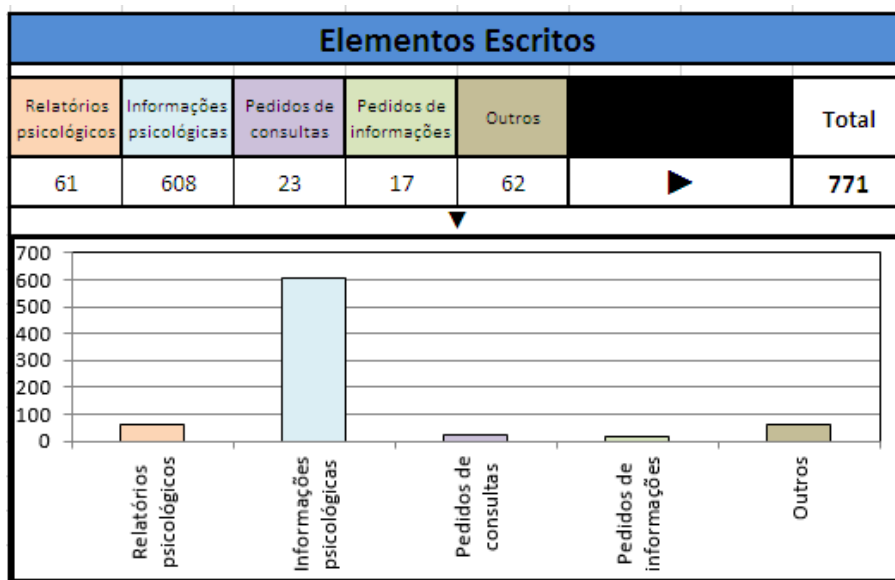 Elementos Escritos
Relatórios
psicológicos
Informações
psicológicas
Pedidos de
consultas
Pedidos de
informações
Outros
Total
61
608
23
17
62
►
771
▼
700
600
500
400
300
200
100
0
Relatórios
psicológicos
Informações
psicológicas
Pedidos de
consultas
Pedidos de
informações
Outros